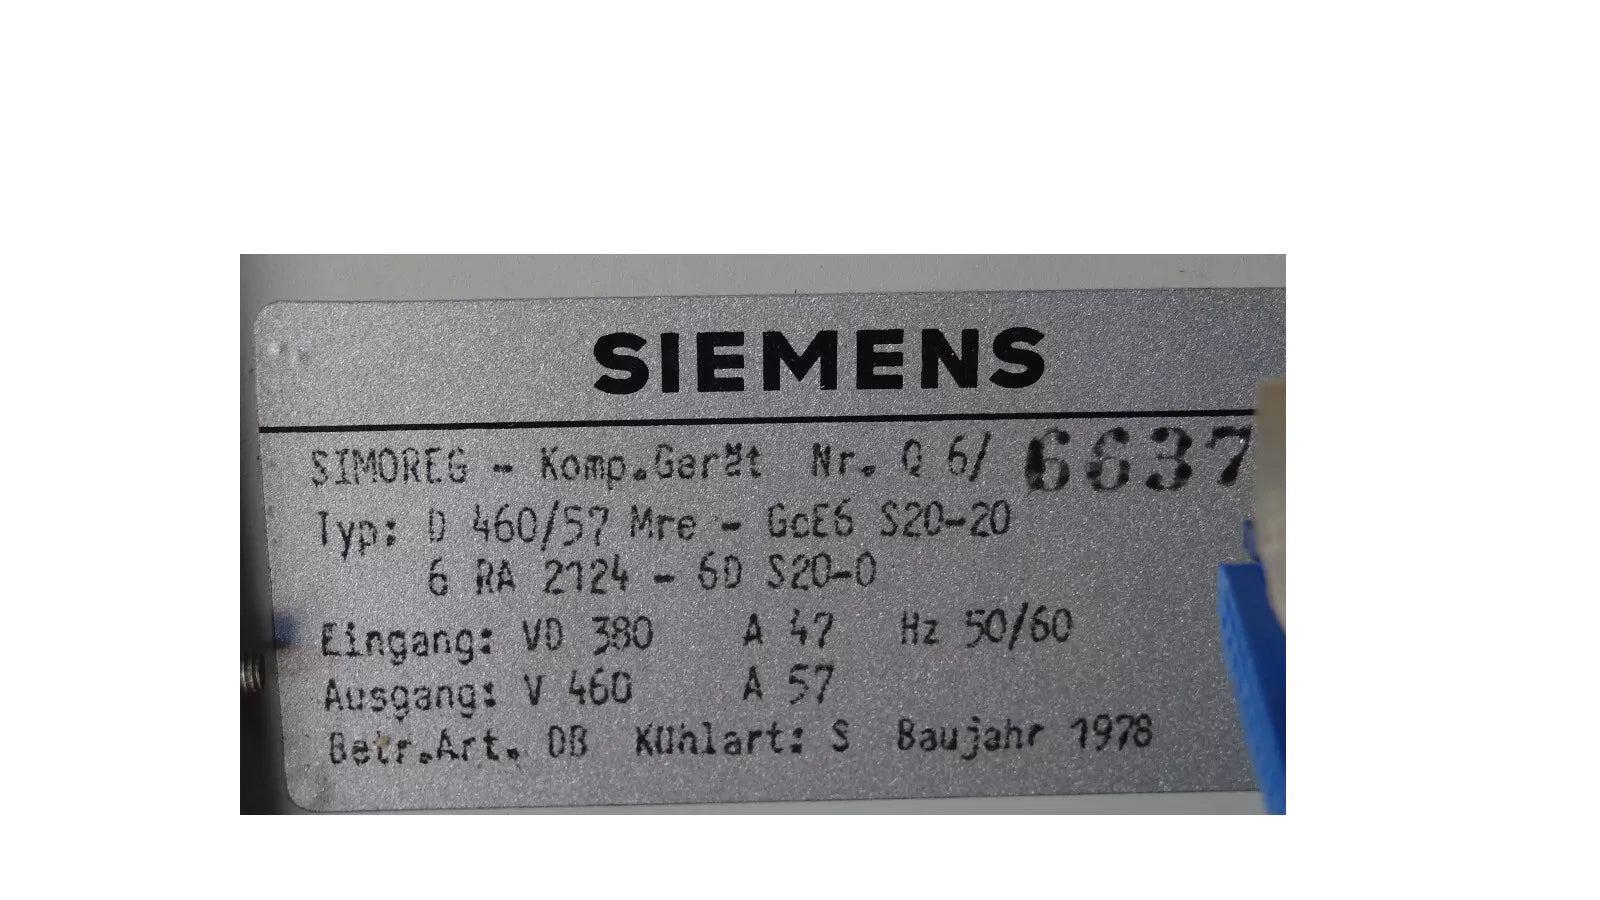 SIEMENS
SIMOREG - Komp.Gerät Nr. Q 6/ 6637
Typ: D 460/57 Mre - GcE6 S20-20
6 RA 2124 - 6D S20-0
Eingang: VD 380 A 47 Hz 50/60
Ausgang: V 460 A 57
Betr.Art. DB Kühlart: S Baujahr 1978